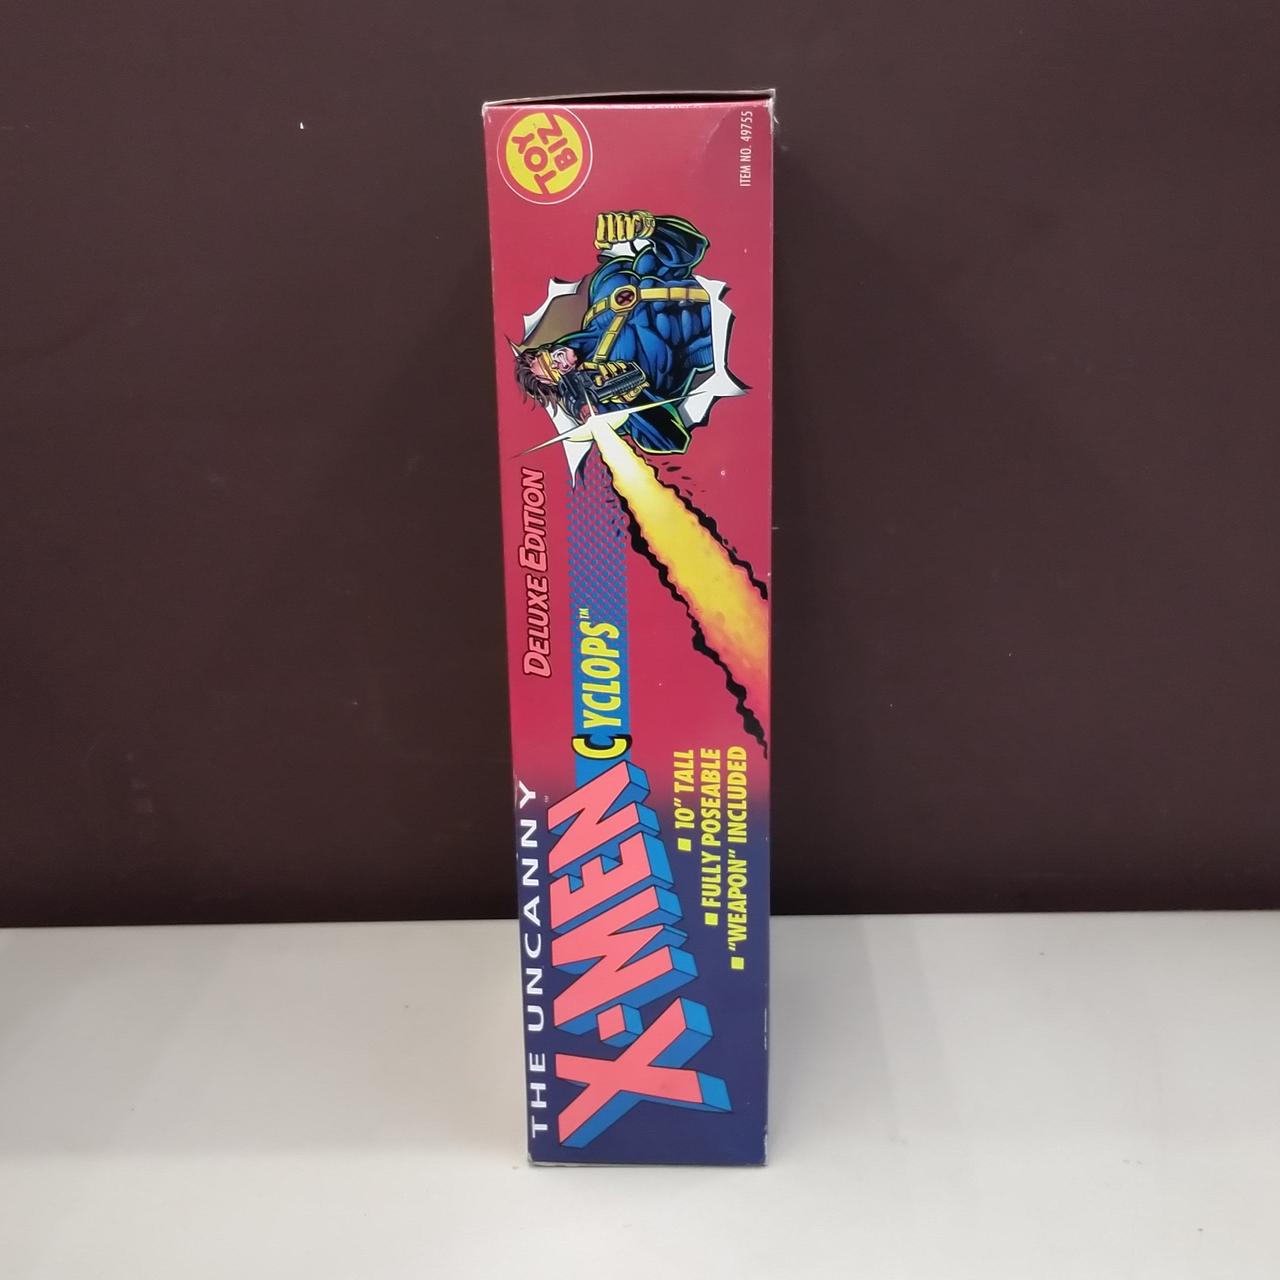 THE UNCANNY
X-MEN
CYCLOPS™
DELUXE EDITION
■ 10" TALL
■ FULLY POSEABLE
■ "WEAPON" INCLUDED
TOY
BIZ
ITEM NO. 49755